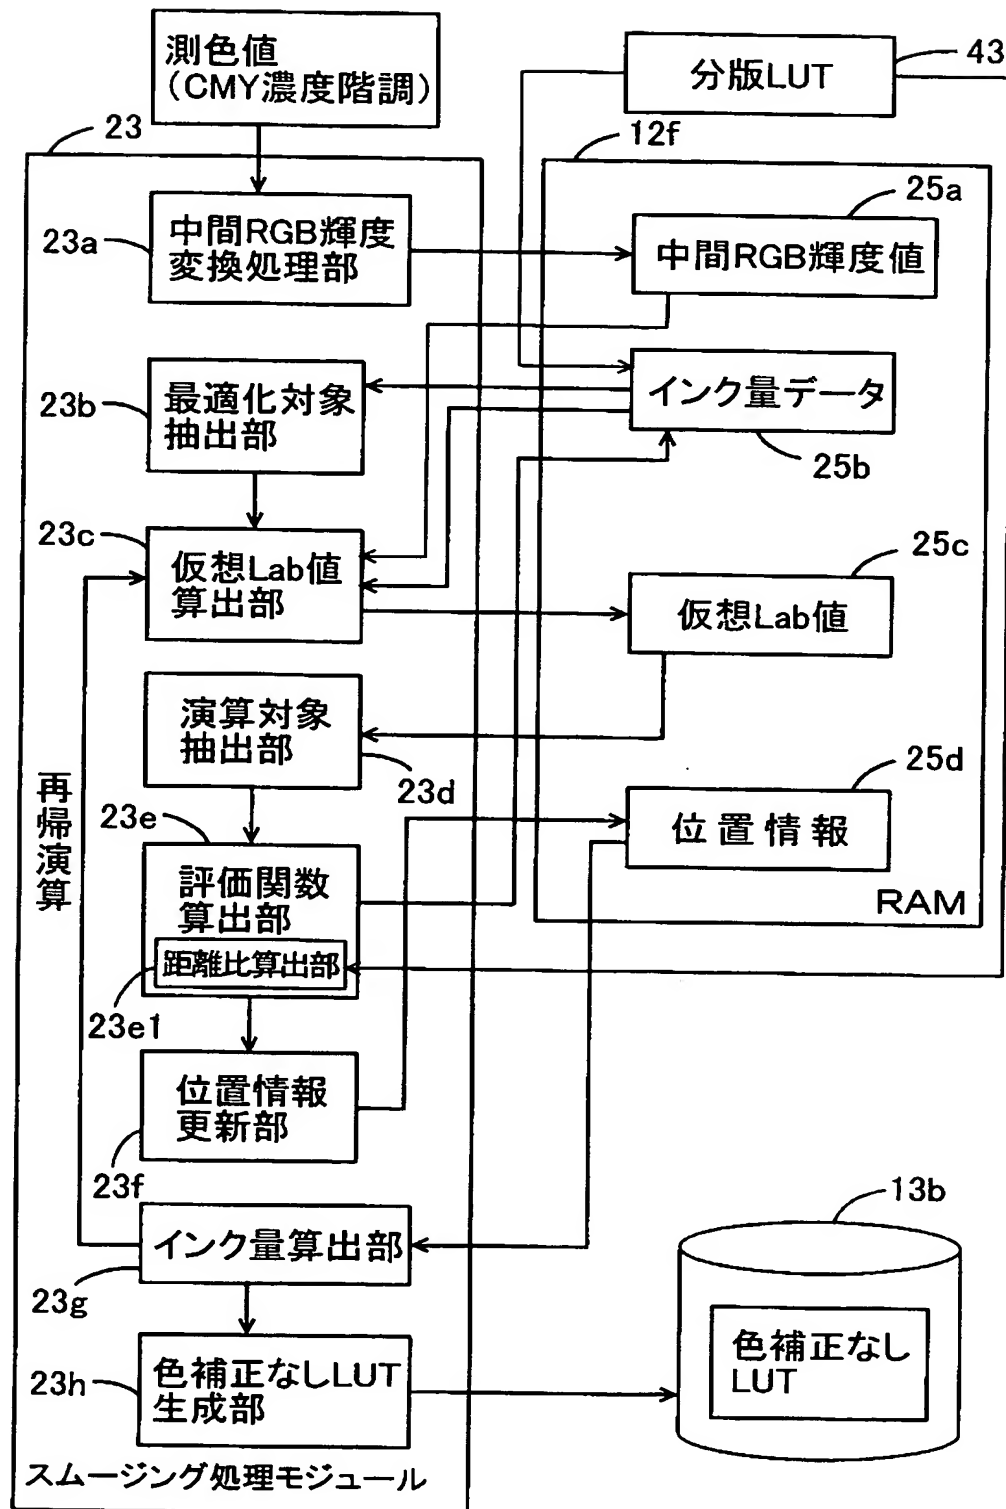 測色値
(CMY濃度階調)
分版LUT
43
23
12f
25a
中間RGB輝度
変換処理部
23a
中間RGB輝度値
最適化対象
抽出部
23b
インク量データ
25b
23c
仮想Lab値
算出部
25c
仮想Lab値
演算対象
抽出部
23d
25d
再帰演算
23e
位置情報
評価関数
算出部
RAM
距離比算出部
23e1
位置情報
更新部
23f
13b
インク量算出部
23g
色補正なし
LUT
色補正なしLUT
生成部
23h
スムージング処理モジュール